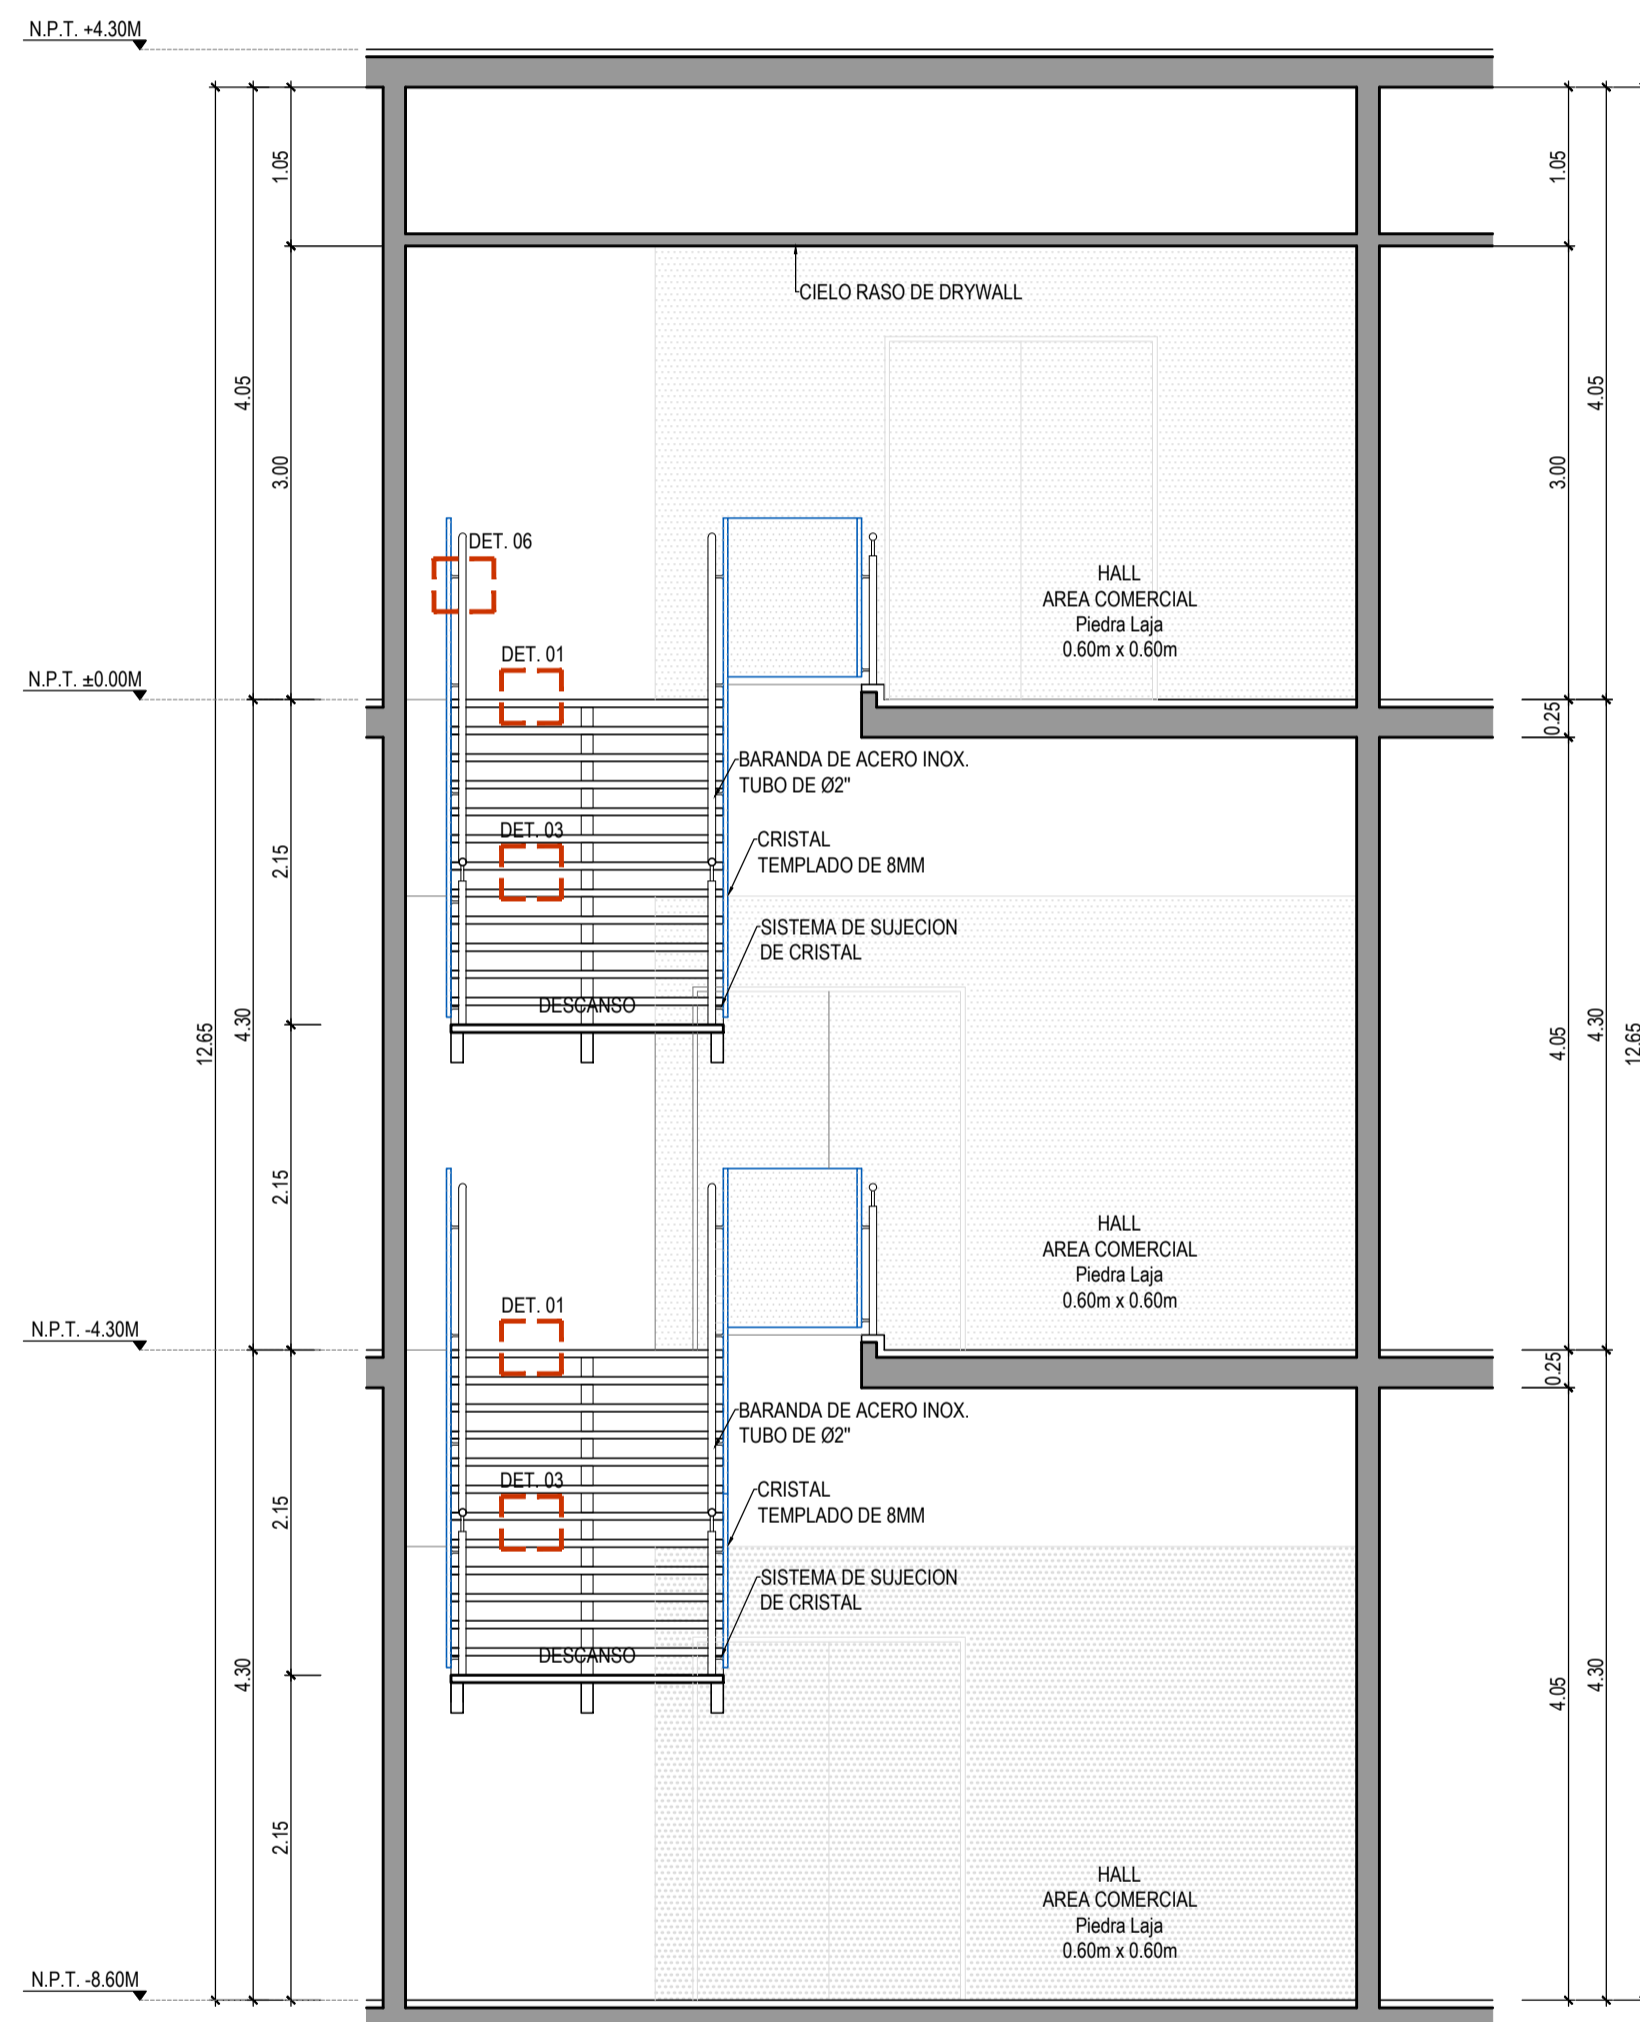 N.P.T. +4.30M
1.05
1.05
CIELO RASO DE DRYWALL
4.05
4.05
3.00
3.00
DET. 06
HALL
AREA COMERCIAL
Piedra Laja
0.60m x 0.60m
DET. 01
N.P.T. ±0.00M
0.25
BARANDA DE ACERO INOX.
TUBO DE Ø2"
DET. 03
CRISTAL
TEMPLADO DE 8MM
2.15
SISTEMA DE SUJECION
DE CRISTAL
DESCANSO
12.65
4.30
4.05
4.30
12.65
2.15
HALL
AREA COMERCIAL
Piedra Laja
0.60m x 0.60m
DET. 01
N.P.T. -4.30M
0.25
BARANDA DE ACERO INOX.
TUBO DE Ø2"
DET. 03
CRISTAL
TEMPLADO DE 8MM
2.15
SISTEMA DE SUJECION
DE CRISTAL
DESCANSO
4.30
4.05
4.30
2.15
HALL
AREA COMERCIAL
Piedra Laja
0.60m x 0.60m
N.P.T. -8.60M